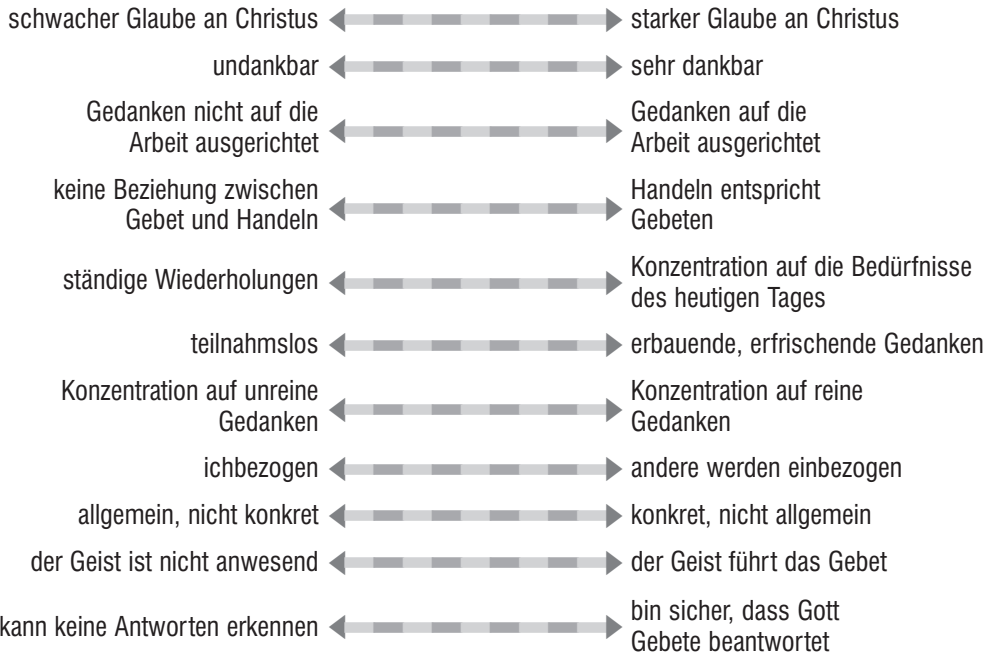 schwacher Glaube an Christus
starker Glaube an Christus
undankbar
sehr dankbar
Gedanken nicht auf die
Arbeit ausgerichtet
Gedanken auf die
Arbeit ausgerichtet
keine Beziehung zwischen
Gebet und Handeln
Handeln entspricht
Gebeten
ständige Wiederholungen
Konzentration auf die Bedürfnisse
des heutigen Tages
teilnahmslos
erbauende, erfrischende Gedanken
Konzentration auf unreine
Gedanken
Konzentration auf reine
Gedanken
ichbezogen
andere werden einbezogen
allgemein, nicht konkret
konkret, nicht allgemein
der Geist ist nicht anwesend
der Geist führt das Gebet
kann keine Antworten erkennen
bin sicher, dass Gott
Gebete beantwortet